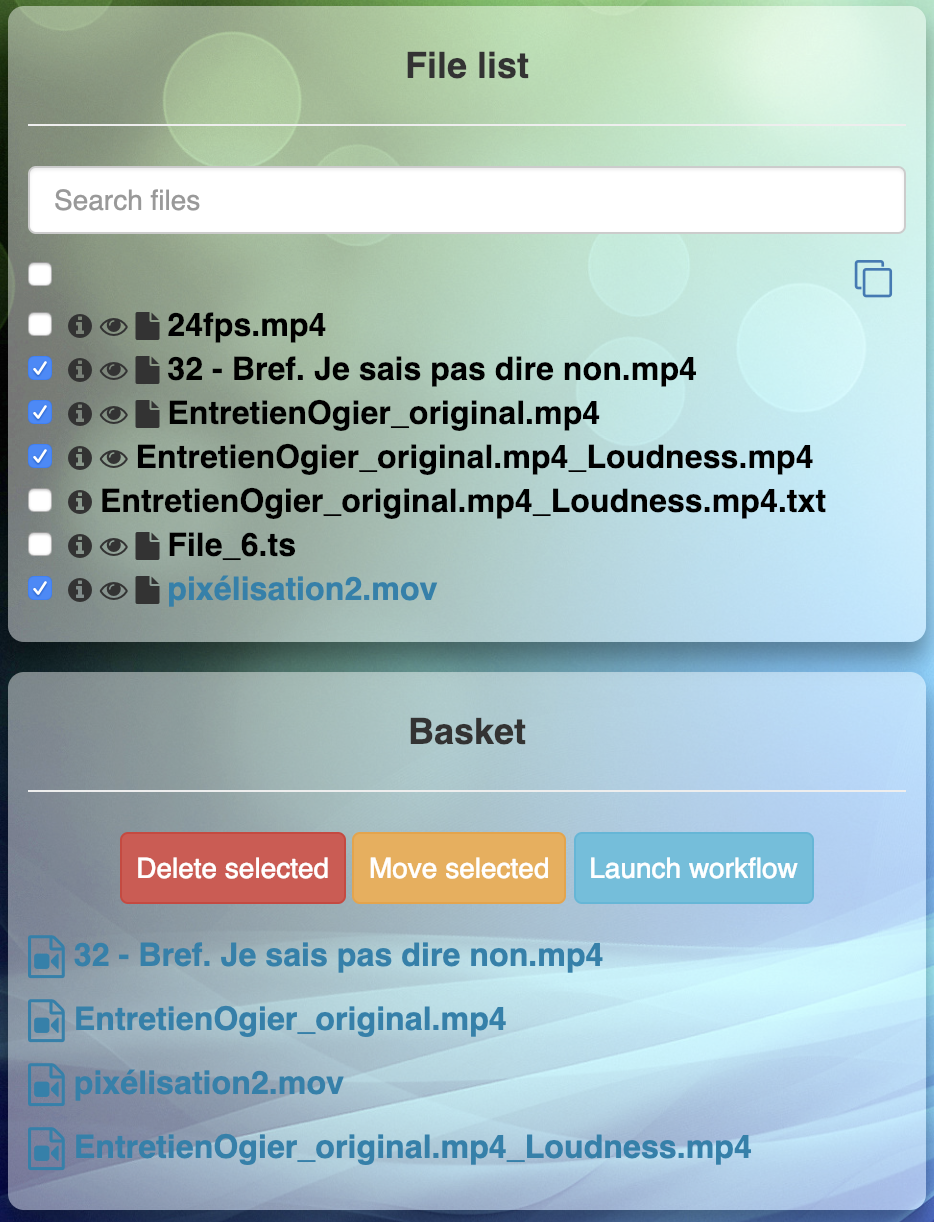 File list
Search files
24fps.mp4
32 - Bref. Je sais pas dire non.mp4
EntretienOgier_original.mp4
EntretienOgier_original.mp4_Loudness.mp4
EntretienOgier_original.mp4_Loudness.mp4.txt
File_6.ts
pixélisation2.mov
Basket
Delete selected Move selected Launch workflow
32 - Bref. Je sais pas dire non.mp4
EntretienOgier_original.mp4
pixélisation2.mov
EntretienOgier_original.mp4_Loudness.mp4